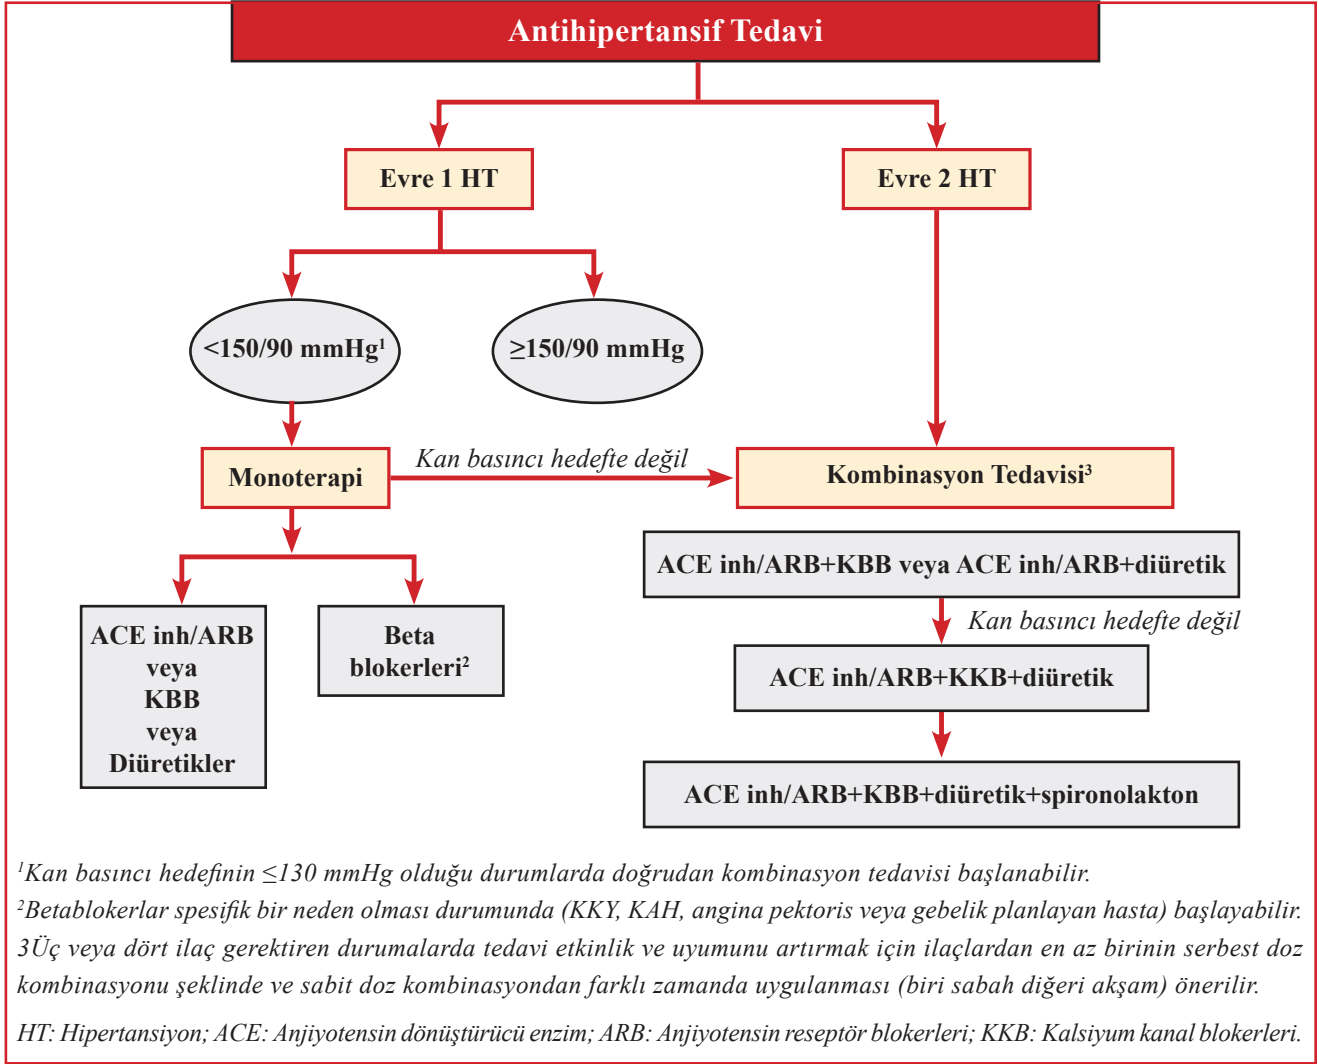 Antihipertansif Tedavi
Evre 1 HT
Evre 2 HT
<150/90 mmHg¹
≥150/90 mmHg
Monoterapi
Kan basıncı hedefte değil
Kombinasyon Tedavisi³
ACE inh/ARB
veya
KBB
veya
Diüretikler
Beta
blokerleri²
ACE inh/ARB+KBB veya ACE inh/ARB+diüretik
Kan basıncı hedefte değil
ACE inh/ARB+KKB+diüretik
ACE inh/ARB+KBB+diüretik+spironolakton
¹Kan basıncı hedefinin ≤130 mmHg olduğu durumlarda doğrudan kombinasyon tedavisi başlanabilir.
²Betablokerlar spesifik bir neden olması durumunda (KKY, KAH, angina pektoris veya gebelik planlayan hasta) başlayabilir.
3Üç veya dört ilaç gerektiren durumalarda tedavi etkinlik ve uyumunu artırmak için ilaçlardan en az birinin serbest doz
kombinasyonu şeklinde ve sabit doz kombinasyondan farklı zamanda uygulanması (biri sabah diğeri akşam) önerilir.
HT: Hipertansiyon; ACE: Anjiyotensin dönüştürücü enzim; ARB: Anjiyotensin reseptör blokerleri; KKB: Kalsiyum kanal blokerleri.